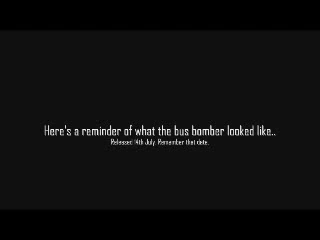 Here's a reminder of what the bus bomber looked like..
Released 14th July. Remember that date.